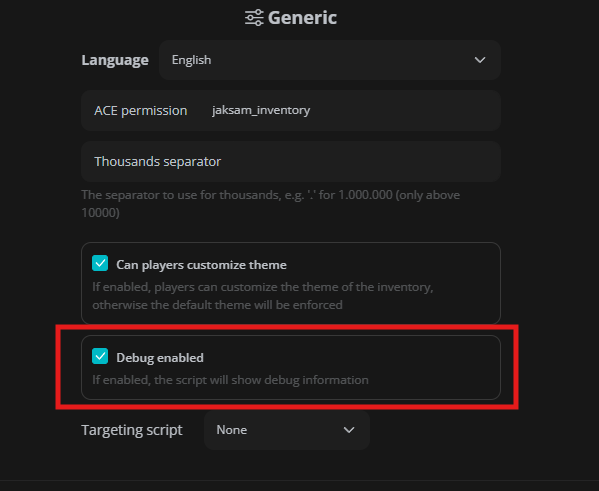 Generic
Language English
ACE permission jaksam_inventory
Thousands separator
The separator to use for thousands, e.g. '.' for 1.000.000 (only above
10000)
Can players customize theme
If enabled, players can customize the theme of the inventory,
otherwise the default theme will be enforced
Debug enabled
If enabled, the script will show debug information
Targeting script None